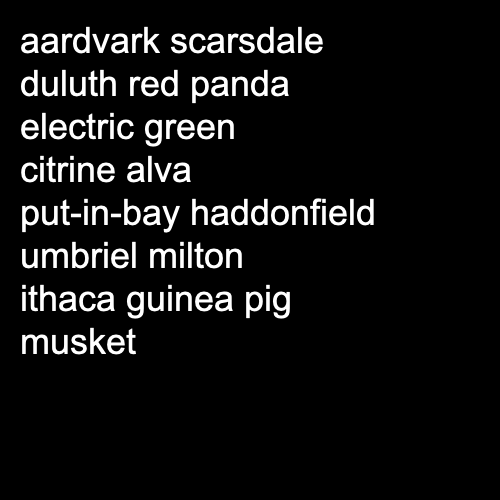 aardvark scarsdale
duluth red panda
electric green
citrine alva
put-in-bay haddonfield
umbriel milton
ithaca guinea pig
musket